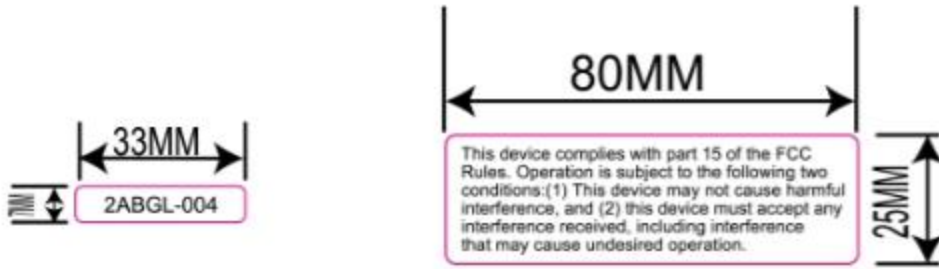 80MM
33MM
7MM
2ABGL-004
This device complies with part 15 of the FCC
Rules. Operation is subject to the following two
conditions:(1) This device may not cause harmful
interference, and (2) this device must accept any
interference received, including interference
that may cause undesired operation.
25MM